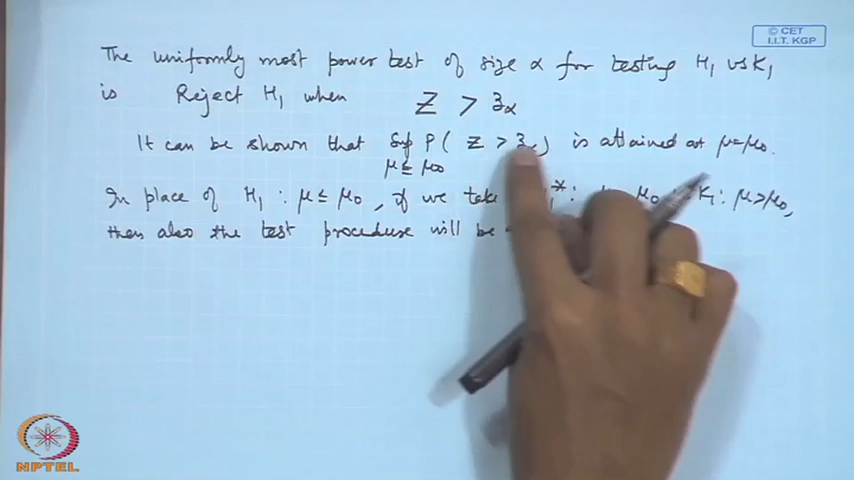 © CET
I.I.T. KGP
The uniformly most power test of size α for testing H₁ vs K₁
is Reject H₁ when Z > z_α
It can be shown that Sup P( Z > z ) is attained at μ=μ₀.
μ ≤ μ₀
In place of H₁ : μ ≤ μ₀ , if we take * : μ₀ K₁ : μ>μ₀,
then also the test procedure will be
NPTEL